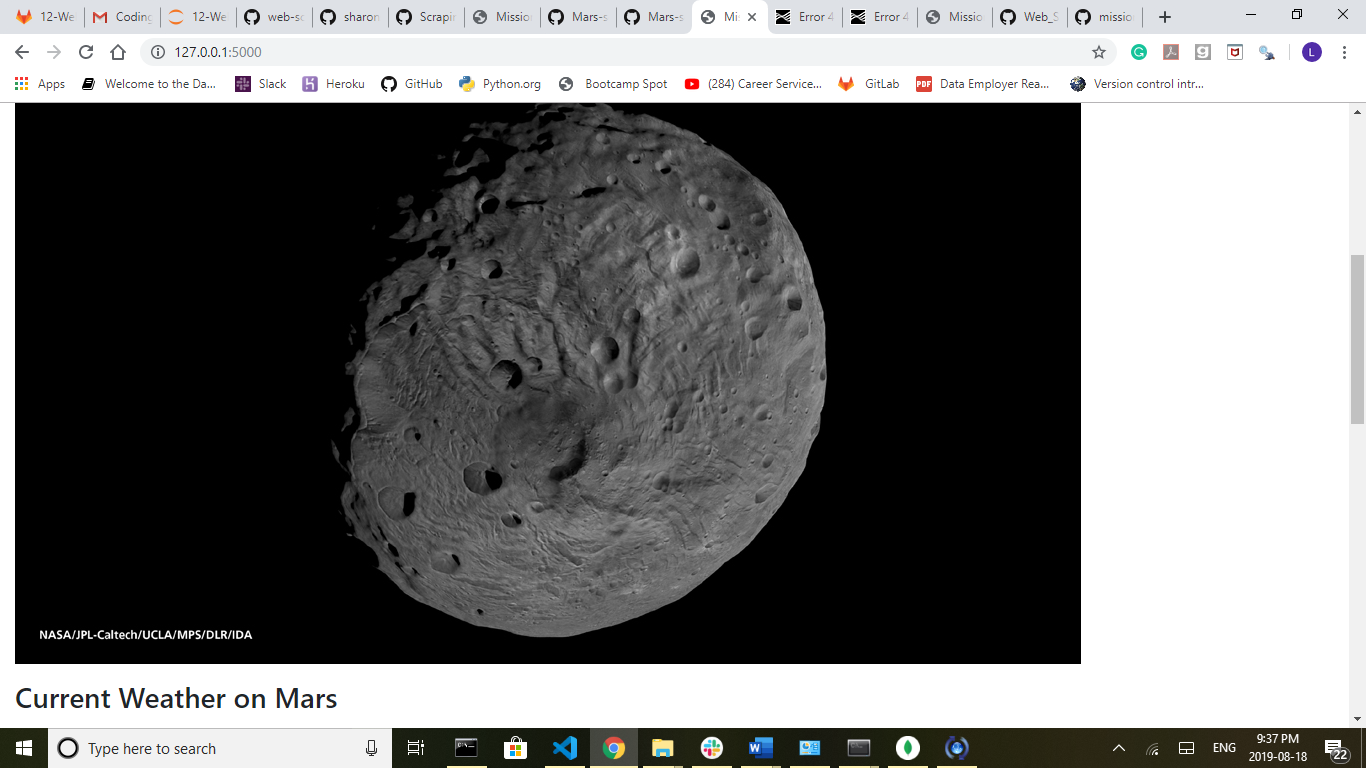 12-We
Coding
12-We
web-sc
sharon
Scrapin
Missio
Mars-s
Mars-s
Mis
Error 4
Error 4
Missio
Web_S
missio
127.0.0.1:5000
L
Apps
Welcome to the Da...
Slack
Heroku
GitHub
Python.org
Bootcamp Spot
(284) Career Service...
GitLab
PDF
Data Employer Rea...
Version control intr...
NASA/JPL-Caltech/UCLA/MPS/DLR/IDA
Current Weather on Mars
Type here to search
ENG
9:37 PM
2019-08-18
22